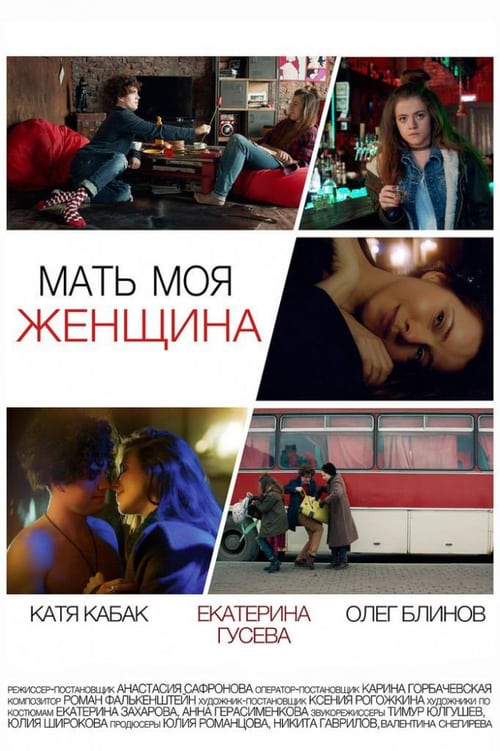 МАТЬ МОЯ
ЖЕНЩИНА
КАТЯ КАБАК
ЕКАТЕРИНА
ГУСЕВА
ОЛЕГ БЛИНОВ
РЕЖИССЕР-ПОСТАНОВЩИК АНАСТАСИЯ САФРОНОВА ОПЕРАТОР-ПОСТАНОВЩИК КАРИНА ГОРБАЧЕВСКАЯ
КОМПОЗИТОР РОМАН ФАЛЬКЕНШТЕЙН ХУДОЖНИК-ПОСТАНОВЩИК КСЕНИЯ РОГОЖКИНА ХУДОЖНИКИ ПО
КОСТЮМАМ ЕКАТЕРИНА ЗАХАРОВА, АННА ГЕРАСИМЕНКОВА ЗВУКОРЕЖИССЕРЫ ТИМУР ЮЛГУШЕВ,
ЮЛИЯ ШИРОКОВА ПРОДЮСЕРЫ ЮЛИЯ РОМАНЦОВА, НИКИТА ГАВРИЛОВ, ВАЛЕНТИНА СНЕГИРЕВА